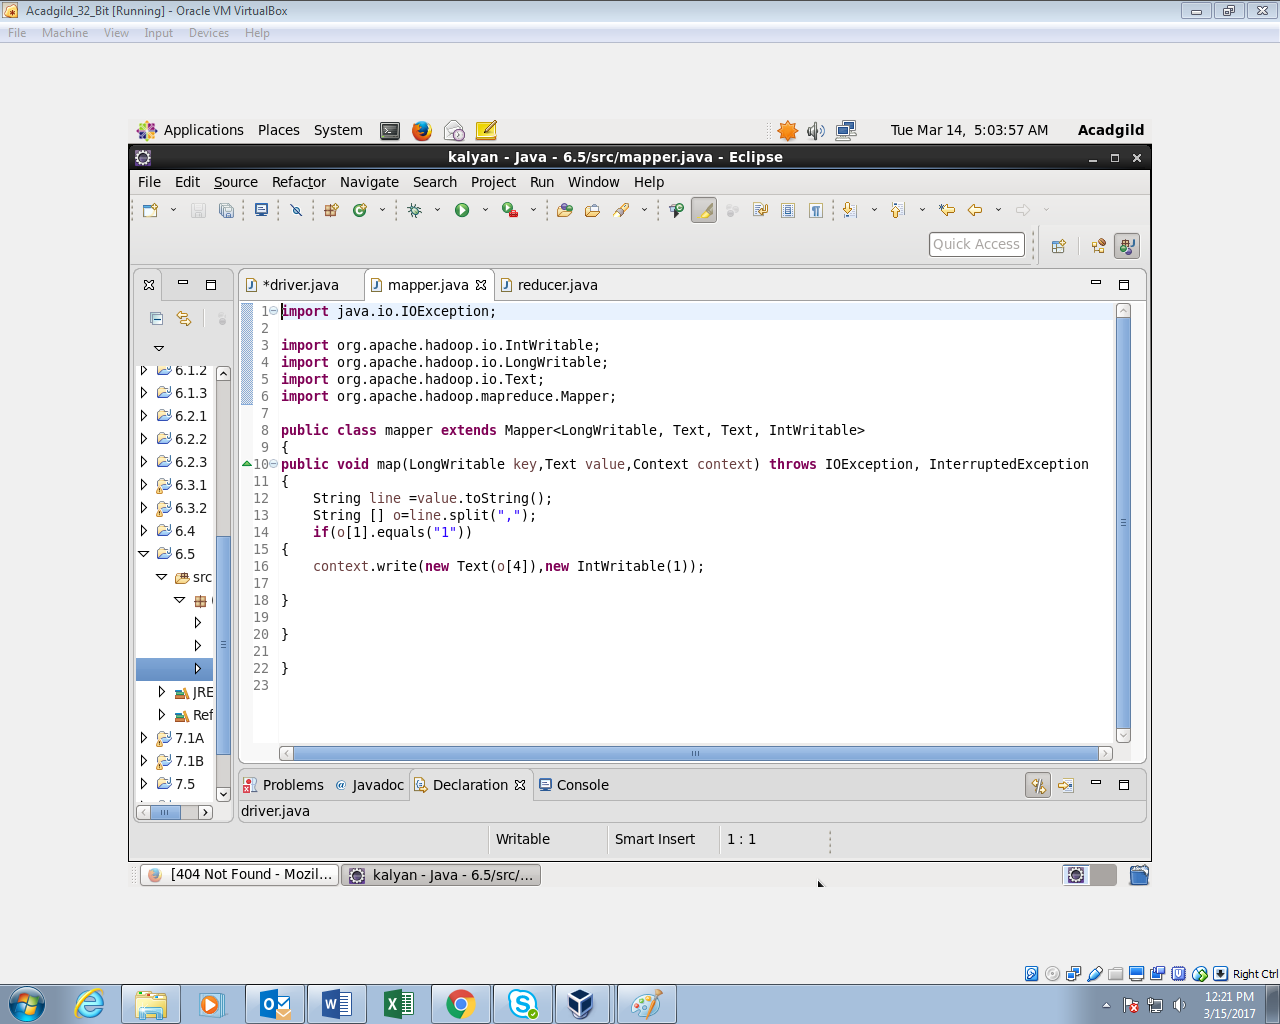 Acadgild_32_Bit [Running] - Oracle VM VirtualBox
File Machine View Input Devices Help
Applications Places System Tue Mar 14, 5:03:57 AM Acadgild
kalyan - Java - 6.5/src/mapper.java - Eclipse
File Edit Source Refactor Navigate Search Project Run Window Help
Quick Access
*driver.java mapper.java reducer.java
6.1.2
6.1.3
6.2.1
6.2.2
6.2.3
6.3.1
6.3.2
6.4
6.5
src
JRE
Ref
7.1A
7.1B
7.5
1 import java.io.IOException;
2
3 import org.apache.hadoop.io.IntWritable;
4 import org.apache.hadoop.io.LongWritable;
5 import org.apache.hadoop.io.Text;
6 import org.apache.hadoop.mapreduce.Mapper;
7
8 public class mapper extends Mapper<LongWritable, Text, Text, IntWritable>
9 {
10 public void map(LongWritable key,Text value,Context context) throws IOException, InterruptedException
11 {
12 String line =value.toString();
13 String [] o=line.split(",");
14 if(o[1].equals("1"))
15 {
16 context.write(new Text(o[4]),new IntWritable(1));
17
18 }
19
20 }
21
22 }
23
Problems @ Javadoc Declaration Console
driver.java
Writable Smart Insert 1 : 1
[404 Not Found - Mozil... kalyan - Java - 6.5/src/...
Right Ctrl
12:21 PM
3/15/2017